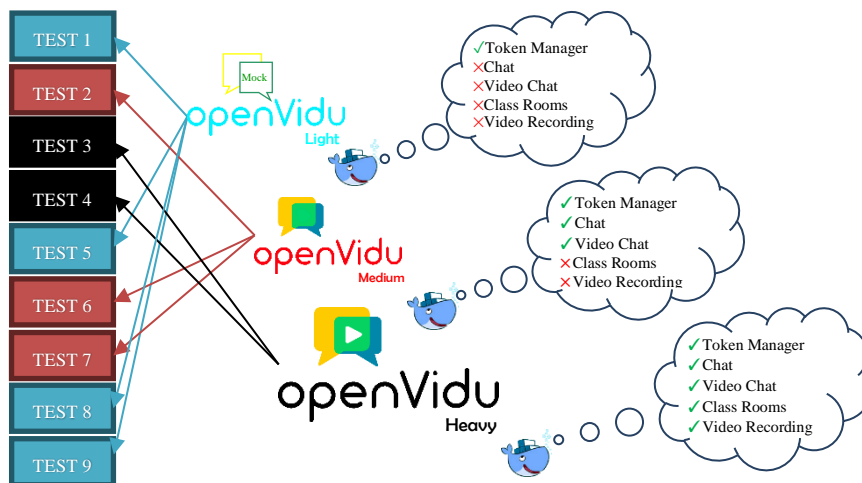 TEST 1
TEST 2
TEST 3
TEST 4
TEST 5
TEST 6
TEST 7
TEST 8
TEST 9
Mock
openVidu
Light
✓Token Manager
×Chat
×Video Chat
×Class Rooms
×Video Recording
openVidu
Medium
✓Token Manager
✓Chat
✓Video Chat
×Class Rooms
×Video Recording
openVidu
Heavy
✓Token Manager
✓Chat
✓Video Chat
✓Class Rooms
✓Video Recording